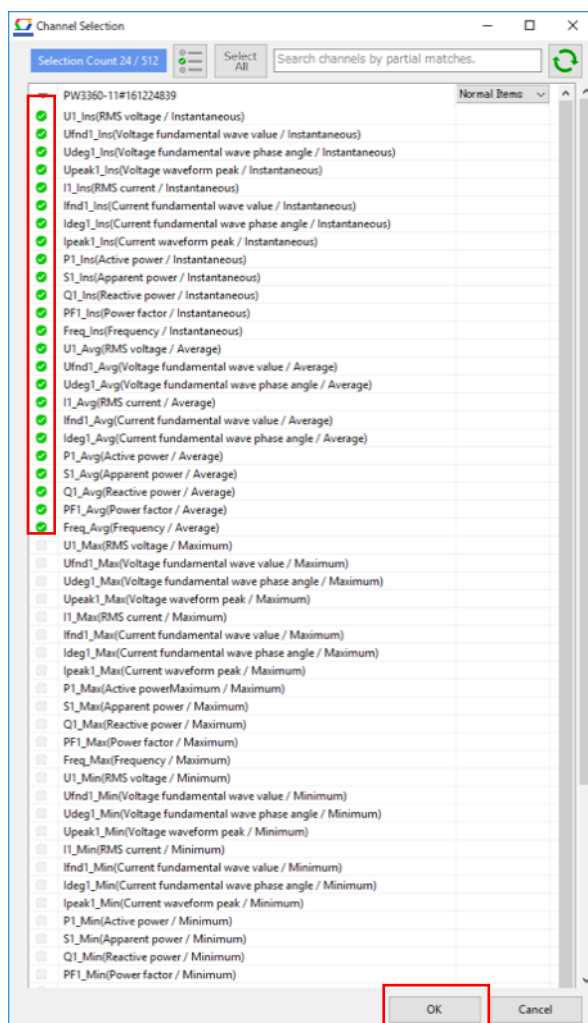 Channel Selection
Selection Count 24 / 512
Select All
Search channels by partial matches.
PW3360-11#161224839
Normal Items
U1_Ins(RMS voltage / Instantaneous)
Ufnd1_Ins(Voltage fundamental wave value / Instantaneous)
Udeg1_Ins(Voltage fundamental wave phase angle / Instantaneous)
Upeak1_Ins(Voltage waveform peak / Instantaneous)
I1_Ins(RMS current / Instantaneous)
Ifnd1_Ins(Current fundamental wave value / Instantaneous)
Ideg1_Ins(Current fundamental wave phase angle / Instantaneous)
Ipeak1_Ins(Current waveform peak / Instantaneous)
P1_Ins(Active power / Instantaneous)
S1_Ins(Apparent power / Instantaneous)
Q1_Ins(Reactive power / Instantaneous)
PF1_Ins(Power factor / Instantaneous)
Freq_Ins(Frequency / Instantaneous)
U1_Avg(RMS voltage / Average)
Ufnd1_Avg(Voltage fundamental wave value / Average)
Udeg1_Avg(Voltage fundamental wave phase angle / Average)
I1_Avg(RMS current / Average)
Ifnd1_Avg(Current fundamental wave value / Average)
Ideg1_Avg(Current fundamental wave phase angle / Average)
P1_Avg(Active power / Average)
S1_Avg(Apparent power / Average)
Q1_Avg(Reactive power / Average)
PF1_Avg(Power factor / Average)
Freq_Avg(Frequency / Average)
U1_Max(RMS voltage / Maximum)
Ufnd1_Max(Voltage fundamental wave value / Maximum)
Udeg1_Max(Voltage fundamental wave phase angle / Maximum)
Upeak1_Max(Voltage waveform peak / Maximum)
I1_Max(RMS current / Maximum)
Ifnd1_Max(Current fundamental wave value / Maximum)
Ideg1_Max(Current fundamental wave phase angle / Maximum)
Ipeak1_Max(Current waveform peak / Maximum)
P1_Max(Active powerMaximum / Maximum)
S1_Max(Apparent power / Maximum)
Q1_Max(Reactive power / Maximum)
PF1_Max(Power factor / Maximum)
Freq_Max(Frequency / Maximum)
U1_Min(RMS voltage / Minimum)
Ufnd1_Min(Voltage fundamental wave value / Minimum)
Udeg1_Min(Voltage fundamental wave phase angle / Minimum)
Upeak1_Min(Voltage waveform peak / Minimum)
I1_Min(RMS current / Minimum)
Ifnd1_Min(Current fundamental wave value / Minimum)
Ideg1_Min(Current fundamental wave phase angle / Minimum)
Ipeak1_Min(Current waveform peak / Minimum)
P1_Min(Active power / Minimum)
S1_Min(Apparent power / Minimum)
Q1_Min(Reactive power / Minimum)
PF1_Min(Power factor / Minimum)
OK
Cancel